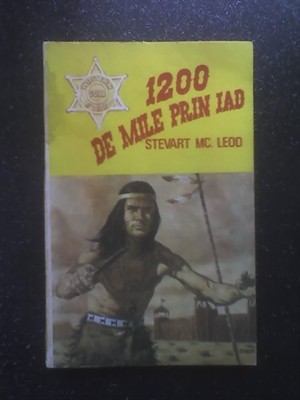 1200
DE MILE PRIN IAD
STEVART MC. LEOD